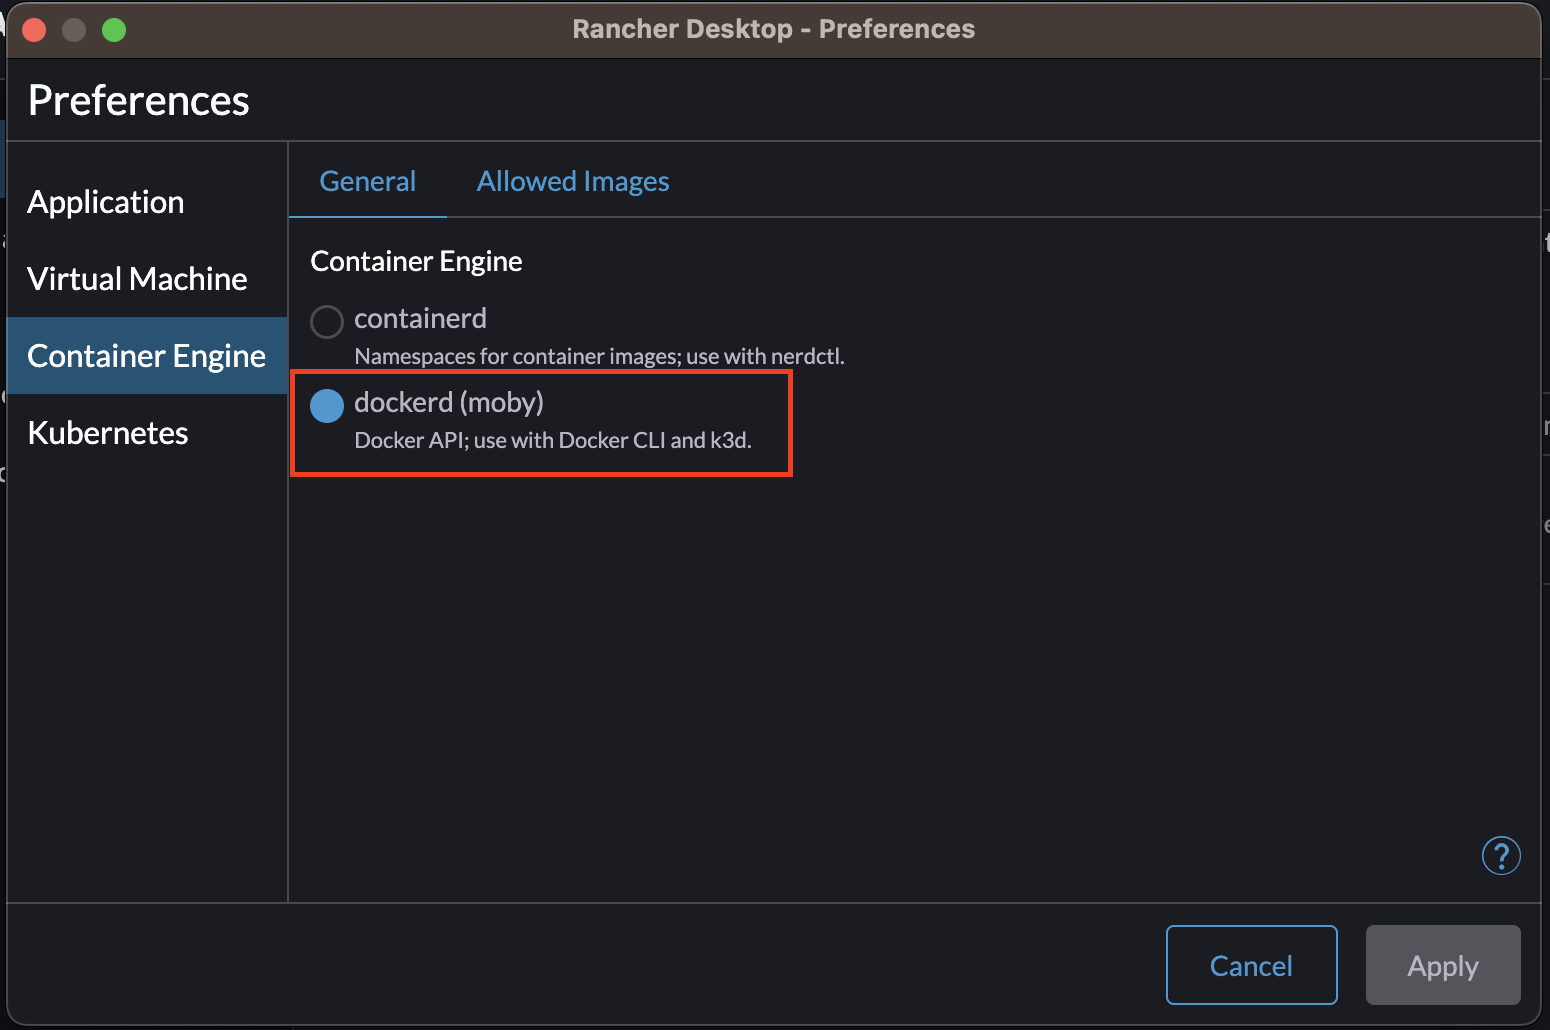 Rancher Desktop - Preferences
Preferences
Application
Virtual Machine
Container Engine
Kubernetes
General
Allowed Images
Container Engine
containerd
Namespaces for container images; use with nerdctl.
dockerd (moby)
Docker API; use with Docker CLI and k3d.
?
Cancel
Apply